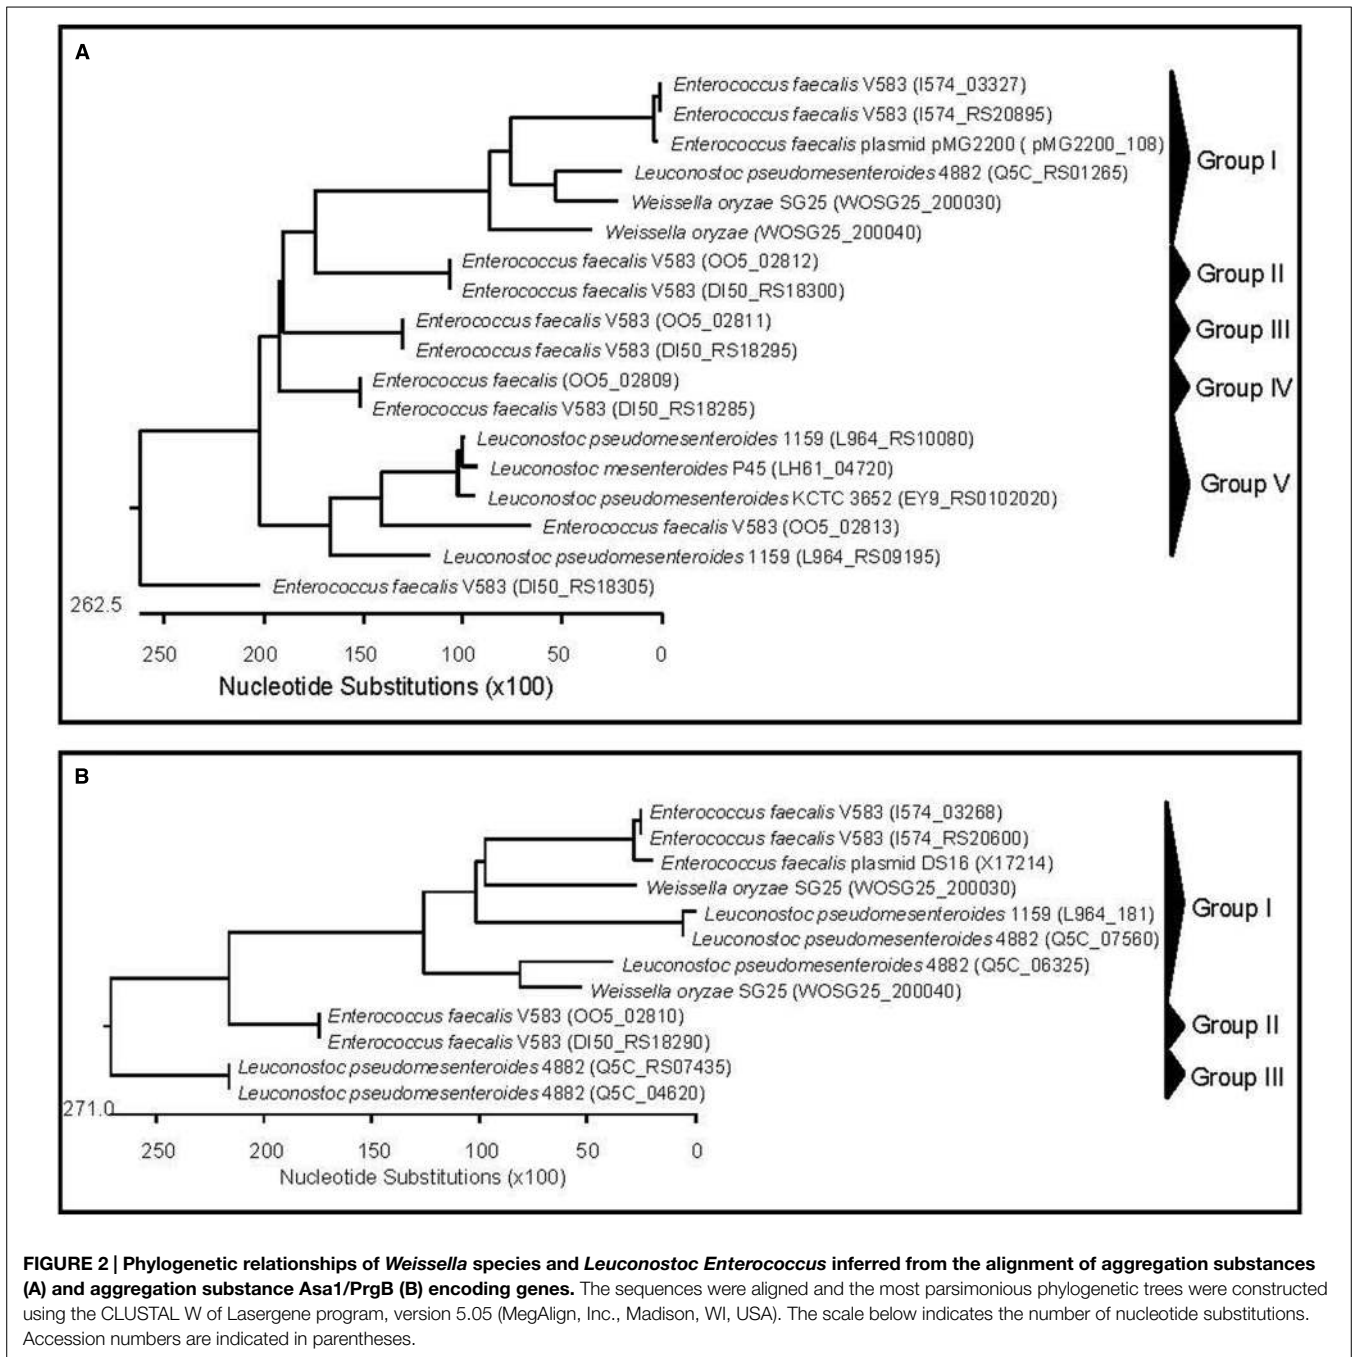 A
Enterococcus faecalis V583 (I574_03327)
Enterococcus faecalis V583 (I574_RS20895)
Enterococcus faecalis plasmid pMG2200 ( pMG2200_108)
Leuconostoc pseudomesenteroides 4882 (Q5C_RS01265)
Weissella oryzae SG25 (WOSG25_200030)
Weissella oryzae (WOSG25_200040)
Enterococcus faecalis V583 (OO5_02812)
Enterococcus faecalis V583 (DI50_RS18300)
Enterococcus faecalis V583 (OO5_02811)
Enterococcus faecalis V583 (DI50_RS18295)
Enterococcus faecalis (OO5_02809)
Enterococcus faecalis V583 (DI50_RS18285)
Leuconostoc pseudomesenteroides 1159 (L964_RS10080)
Leuconostoc mesenteroides P45 (LH61_04720)
Leuconostoc pseudomesenteroides KCTC 3652 (EY9_RS0102020)
Enterococcus faecalis V583 (OO5_02813)
Leuconostoc pseudomesenteroides 1159 (L964_RS09195)
Enterococcus faecalis V583 (DI50_RS18305)
Group I
Group II
Group III
Group IV
Group V
262.5
250 200 150 100 50 0
Nucleotide Substitutions (x100)
B
Enterococcus faecalis V583 (I574_03268)
Enterococcus faecalis V583 (I574_RS20600)
Enterococcus faecalis plasmid DS16 (X17214)
Weissella oryzae SG25 (WOSG25_200030)
Leuconostoc pseudomesenteroides 1159 (L964_181)
Leuconostoc pseudomesenteroides 4882 (Q5C_07560)
Leuconostoc pseudomesenteroides 4882 (Q5C_06325)
Weissella oryzae SG25 (WOSG25_200040)
Enterococcus faecalis V583 (OO5_02810)
Enterococcus faecalis V583 (DI50_RS18290)
Leuconostoc pseudomesenteroides 4882 (Q5C_RS07435)
Leuconostoc pseudomesenteroides 4882 (Q5C_04620)
Group I
Group II
Group III
271.0
250 200 150 100 50 0
Nucleotide Substitutions (x100)
FIGURE 2 | Phylogenetic relationships of Weissella species and Leuconostoc Enterococcus inferred from the alignment of aggregation substances
(A) and aggregation substance Asa1/PrgB (B) encoding genes. The sequences were aligned and the most parsimonious phylogenetic trees were constructed
using the CLUSTAL W of Lasergene program, version 5.05 (MegAlign, Inc., Madison, WI, USA). The scale below indicates the number of nucleotide substitutions.
Accession numbers are indicated in parentheses.